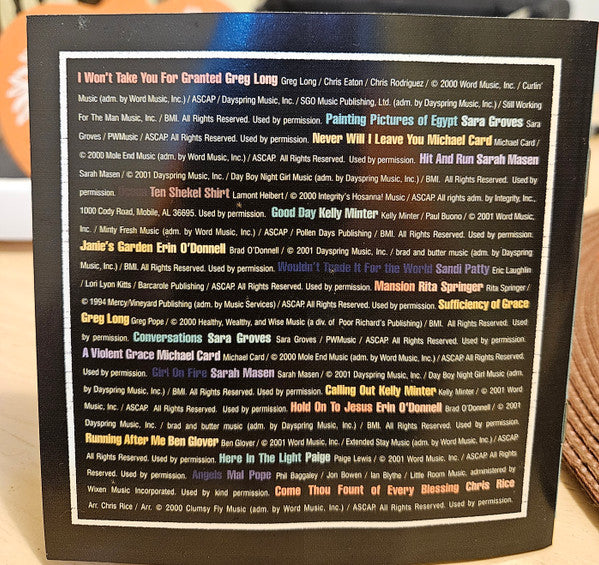 I Won't Take You For Granted Greg Long Greg Long / Chris Eaton / Chris Rodriguez / © 2000 Word Music, Inc. / Curlin'
Music (adm. by Word Music, Inc.) / ASCAP / Dayspring Music, Inc. / SGO Music Publishing, Ltd. (adm. by Dayspring Music, Inc.) / Still Working
For The Man Music, Inc. / BMI. All Rights Reserved. Used by permission. Painting Pictures of Egypt Sara Groves Sara
Groves / PWMusic / ASCAP. All Rights Reserved. Used by permission. Never Will I Leave You Michael Card Michael Card /
© 2000 Mole End Music (adm. by Word Music, Inc.) / ASCAP. All Rights Reserved. Used by permission. Hit And Run Sarah Masen
Sarah Masen / © 2001 Dayspring Music, Inc. / Day Boy Night Girl Music (adm. by Dayspring Music, Inc.) / BMI. All Rights Reserved. Used by
permission. Ten Shekel Shirt Lamont Heibert / © 2000 Integrity's Hosanna! Music / ASCAP. All rights adm. by Integrity, Inc.,
1000 Cody Road, Mobile, AL 36695. Used by permission. Good Day Kelly Minter Kelly Minter / Paul Buono / © 2001 Word Music,
Inc. / Minty Fresh Music (adm. by Word Music, Inc.) / ASCAP / Pollen Days Publishing / BMI. All Rights Reserved. Used by permission.
Janie's Garden Erin O'Donnell Brad O'Donnell / © 2001 Dayspring Music, Inc. / brad and butter music (adm. by Dayspring
Music, Inc.) / BMI. All Rights Reserved. Used by permission. Wouldn't Trade It For the World Sandi Patty Eric Laughlin
/ Lori Lyon Kitts / Barcarole Publishing / ASCAP. All Rights Reserved. Used by permission. Mansion Rita Springer Rita Springer /
© 1994 Mercy/Vineyard Publishing (adm. by Music Services) / ASCAP. All Rights Reserved. Used by permission. Sufficiency of Grace
Greg Long Greg Pope / © 2000 Healthy, Wealthy, and Wise Music (a div. of Poor Richard's Publishing) / BMI. All Rights Reserved. Used
by permission. Conversations Sara Groves Sara Groves / PWMusic / ASCAP. All Rights Reserved. Used by permission.
A Violent Grace Michael Card Michael Card / © 2000 Mole End Music (adm. by Word Music, Inc.) / ASCAP. All Rights Reserved.
Used by permission. Girl On Fire Sarah Masen Sarah Masen / © 2001 Dayspring Music, Inc. / Day Boy Night Girl Music (adm.
by Dayspring Music, Inc.) / BMI. All Rights Reserved. Used by permission. Calling Out Kelly Minter Kelly Minter / © 2001 Word
Music, Inc. / ASCAP. All Rights Reserved. Used by permission. Hold On To Jesus Erin O'Donnell Brad O'Donnell / © 2001
Dayspring Music, Inc. / brad and butter music (adm. by Dayspring Music, Inc.) / BMI. All Rights Reserved. Used by permission.
Running After Me Ben Glover Ben Glover / © 2001 Word Music, Inc. / Extended Stay Music (adm. by Word Music, Inc.) / ASCAP.
All Rights Reserved. Used by permission. Here In The Light Paige Paige Lewis / © 2001 Word Music, Inc. / ASCAP. All Rights
Reserved. Used by permission. Angels Mal Pope Phil Baggaley / Jon Bowen / Ian Blythe / Little Room Music, administered by
Wixen Music Incorporated. Used by kind permission. Come Thou Fount of Every Blessing Chris Rice
Arr. Chris Rice / Arr. © 2000 Clumsy Fly Music (adm. by Word Music, Inc.) / ASCAP. All Rights Reserved. Used by permission.